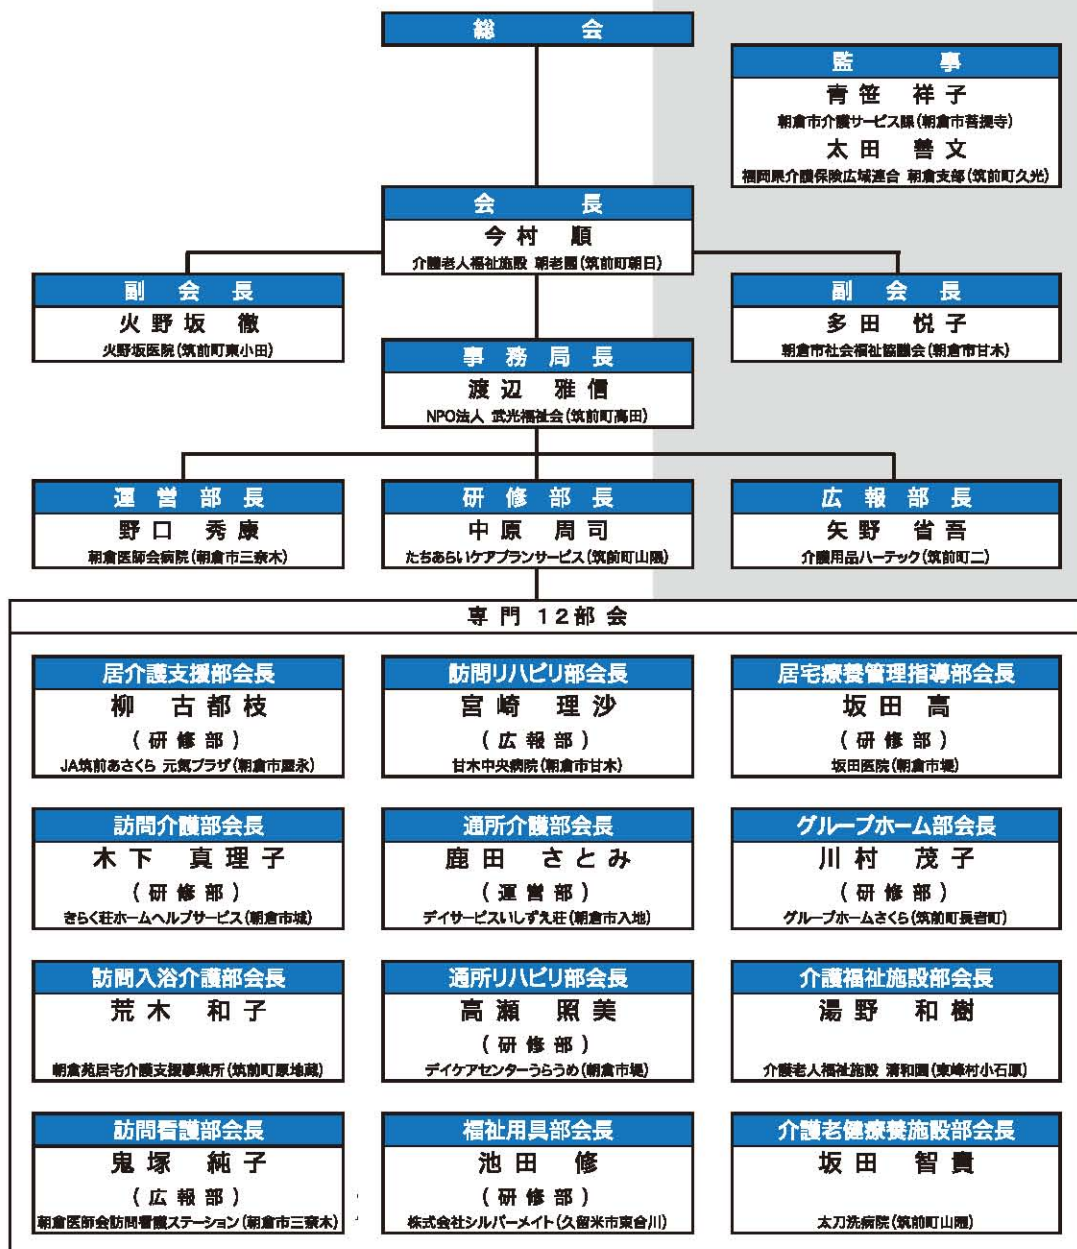 総会
監事
青笹 祥子
朝倉市介護サービス課(朝倉市菩提寺)
太田 善文
福岡県介護保険広域連合 朝倉支部(筑前町久光)
会長
今村 順
介護老人福祉施設 朝老園(筑前町朝日)
副会長
火野坂 徹
火野坂医院(筑前町東小田)
副会長
多田 悦子
朝倉市社会福祉協議会(朝倉市甘木)
事務局長
渡辺 雅信
NPO法人 武光福祉会(筑前町高田)
運営部長
野口 秀康
朝倉医師会病院(朝倉市三奈木)
研修部長
中原 周司
たちあらいケアプランサービス(筑前町山隈)
広報部長
矢野 省吾
介護用品ハーテック(筑前町二)
専門12部会
居介護支援部会長
柳 古都枝
(研修部)
JA筑前あさくら 元気プラザ(朝倉市屋永)
訪問リハビリ部会長
宮崎 理沙
(広報部)
甘木中央病院(朝倉市甘木)
居宅療養管理指導部会長
坂田 高
(研修部)
坂田医院(朝倉市堤)
訪問介護部会長
木下 真理子
(研修部)
きらく荘ホームヘルプサービス(朝倉市城)
通所介護部会長
鹿田 さとみ
(運営部)
デイサービスいしずえ荘(朝倉市入地)
グループホーム部会長
川村 茂子
(研修部)
グループホームさくら(筑前町長者町)
訪問入浴介護部会長
荒木 和子
朝倉苑居宅介護支援事業所(筑前町原地蔵)
通所リハビリ部会長
高瀬 照美
(研修部)
デイケアセンターうらうめ(朝倉市堤)
介護福祉施設部会長
湯野 和樹
介護老人福祉施設 清和園(東峰村小石原)
訪問看護部会長
鬼塚 純子
(広報部)
朝倉医師会訪問看護ステーション(朝倉市三奈木)
福祉用具部会長
池田 修
(研修部)
株式会社シルバーメイト(久留米市東合川)
介護老健療養施設部会長
坂田 智貴
太刀洗病院(筑前町山隈)